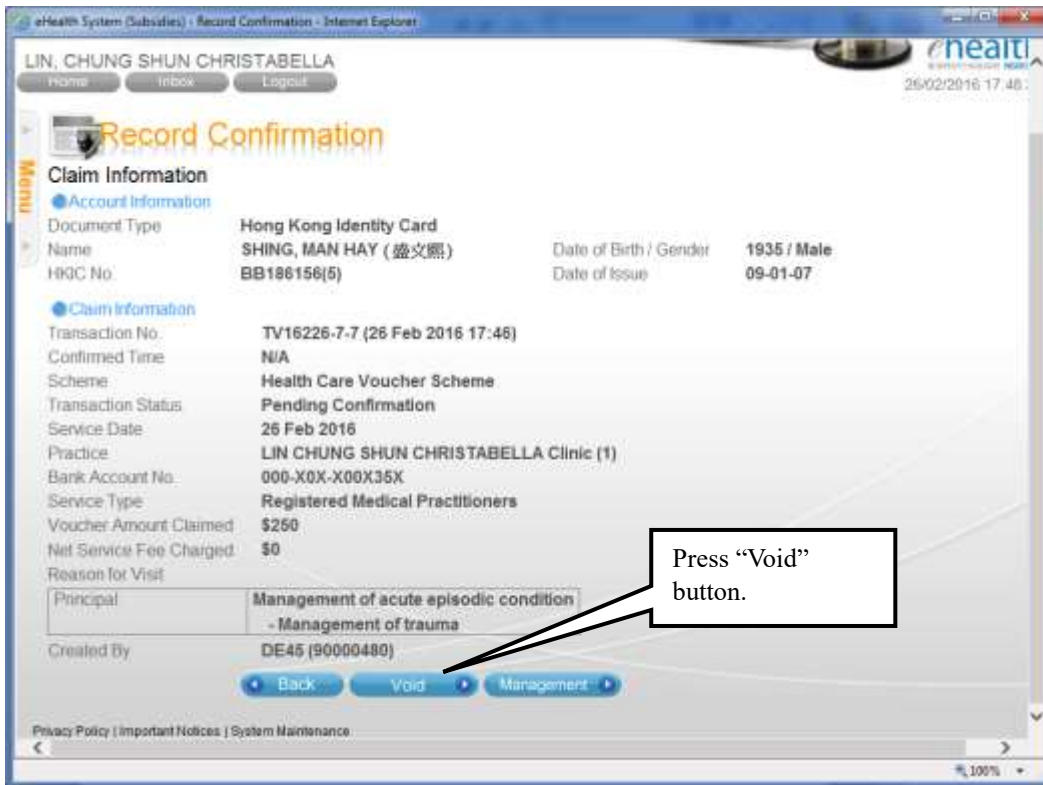 eHealth System (Subsidies) - Record Confirmation - Internet Explorer
LIN, CHUNG SHUN CHRISTABELLA
Home Inbox Logout
26/02/2016 17:48:
Record Confirmation
Menu
Claim Information
Account Information
Document Type Hong Kong Identity Card
Name SHING, MAN HAY (盛文熙) Date of Birth / Gender 1935 / Male
HKIC No. BB186156(5) Date of Issue 09-01-07
Claim Information
Transaction No. TV16226-7-7 (26 Feb 2016 17:46)
Confirmed Time N/A
Scheme Health Care Voucher Scheme
Transaction Status Pending Confirmation
Service Date 26 Feb 2016
Practice LIN CHUNG SHUN CHRISTABELLA Clinic (1)
Bank Account No. 000-X0X-X00X35X
Service Type Registered Medical Practitioners
Voucher Amount Claimed $250
Net Service Fee Charged $0
Reason for Visit
Principal Management of acute episodic condition
- Management of trauma
Created By DE45 (90000480)
Back Void Management
Press “Void”
button.
Privacy Policy | Important Notices | System Maintenance
100%